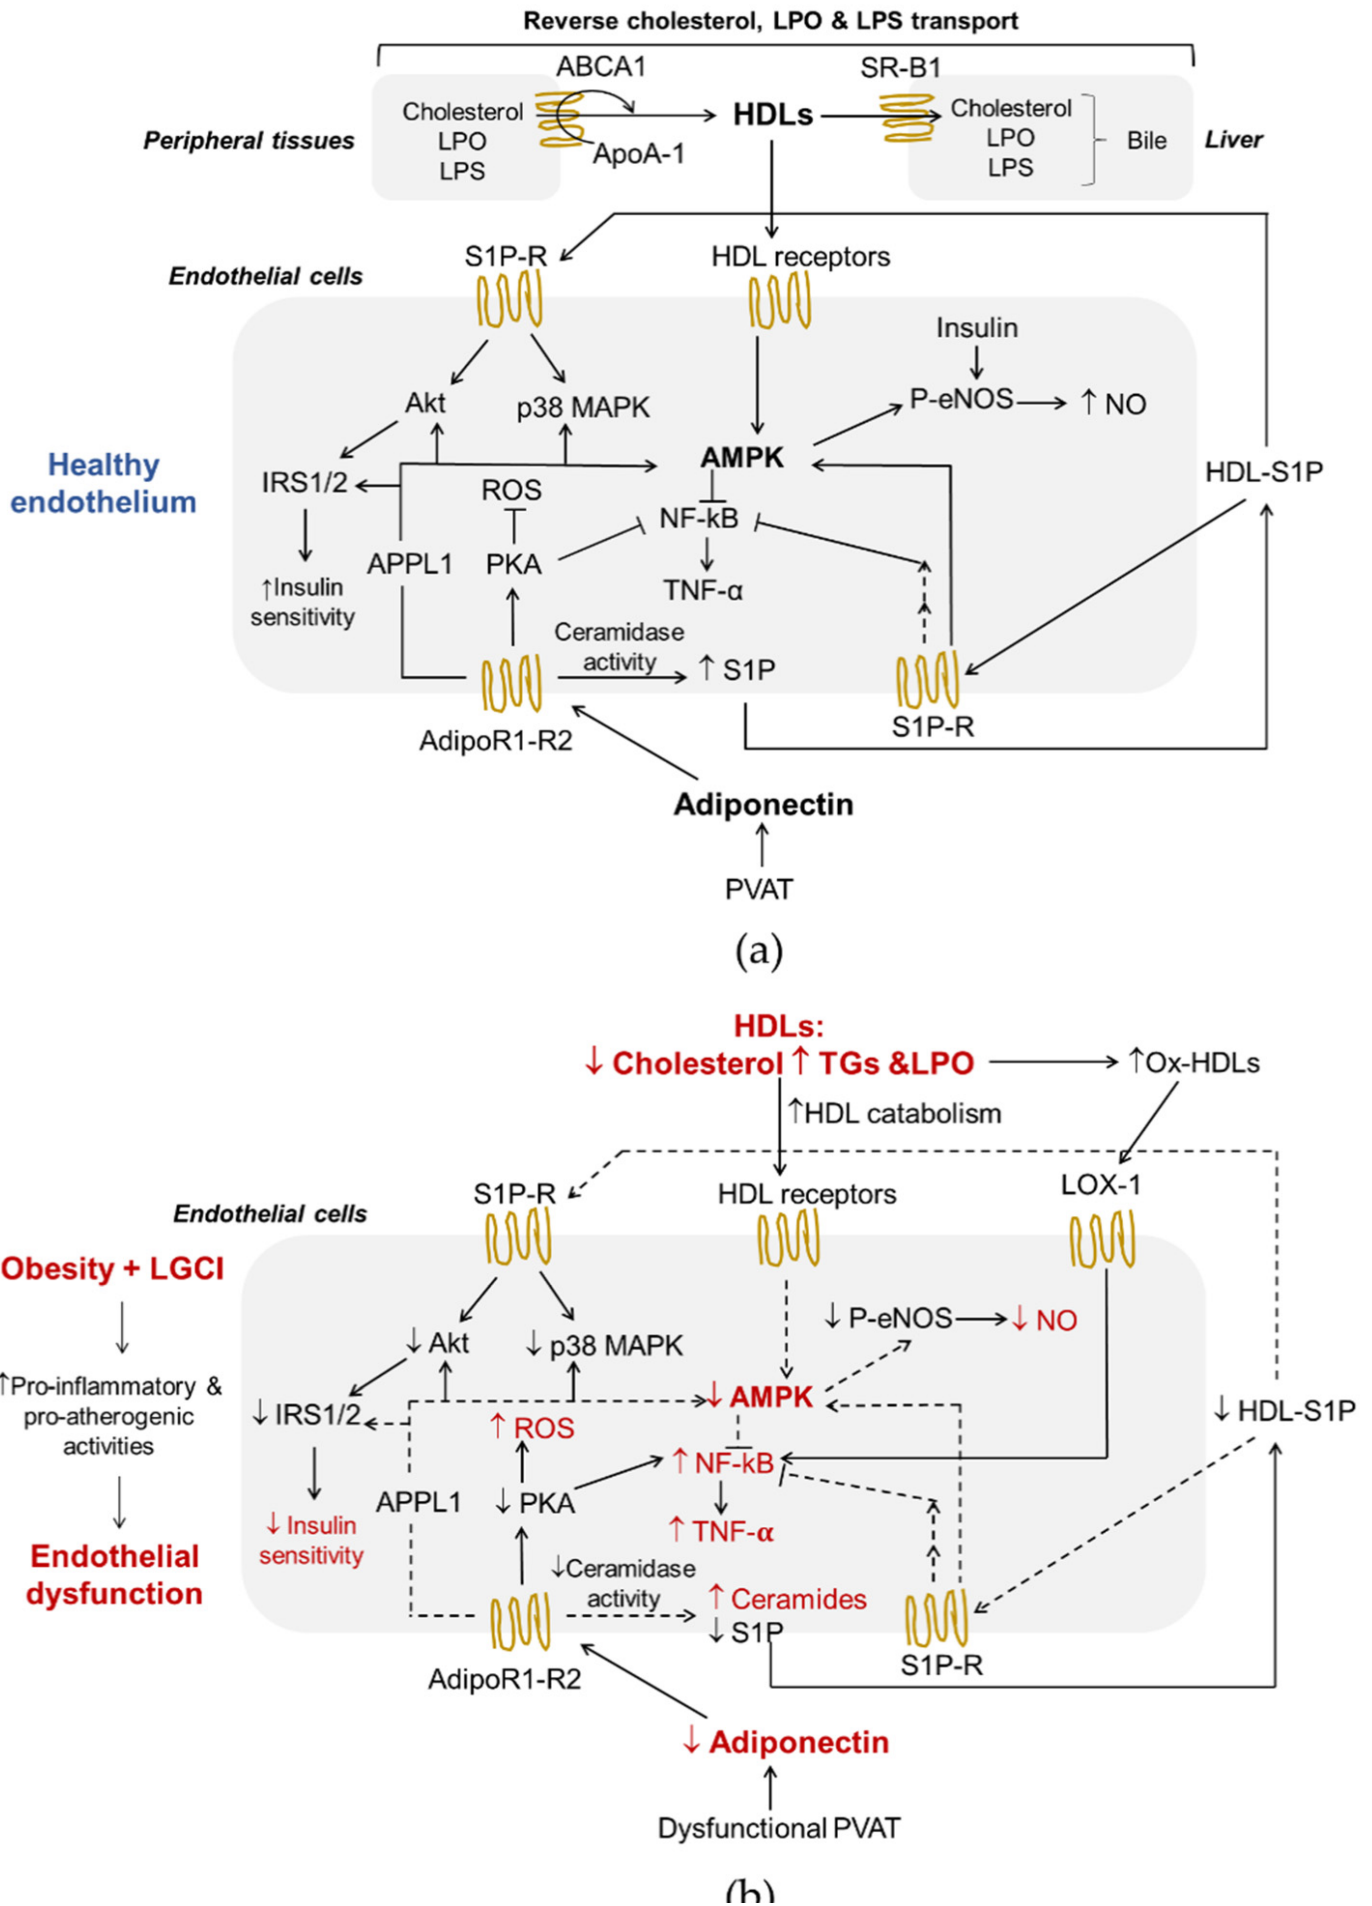 Reverse cholesterol, LPO & LPS transport
ABCA1
SR-B1
Peripheral tissues
Cholesterol
LPO
LPS
ApoA-1
HDLs
Cholesterol
LPO
LPS
Bile
Liver
Endothelial cells
S1P-R
HDL receptors
Insulin
Akt
p38 MAPK
P-eNOS
↑ NO
Healthy
endothelium
IRS1/2
ROS
AMPK
HDL-S1P
NF-kB
APPL1
PKA
TNF-α
↑Insulin
sensitivity
Ceramidase
activity
↑ S1P
AdipoR1-R2
S1P-R
Adiponectin
PVAT
(a)
HDLs:
↓ Cholesterol ↑ TGs &LPO
↑Ox-HDLs
↑HDL catabolism
S1P-R
HDL receptors
LOX-1
Endothelial cells
Obesity + LGCI
↓ Akt
↓ p38 MAPK
↓ P-eNOS
↓ NO
↑Pro-inflammatory &
pro-atherogenic
activities
↓ IRS1/2
↑ ROS
↓ AMPK
↓ HDL-S1P
↑ NF-kB
APPL1
↓ PKA
↑ TNF-α
↓ Insulin
sensitivity
Endothelial
dysfunction
↓Ceramidase
activity
↑ Ceramides
↓ S1P
AdipoR1-R2
S1P-R
↓ Adiponectin
Dysfunctional PVAT
(b)